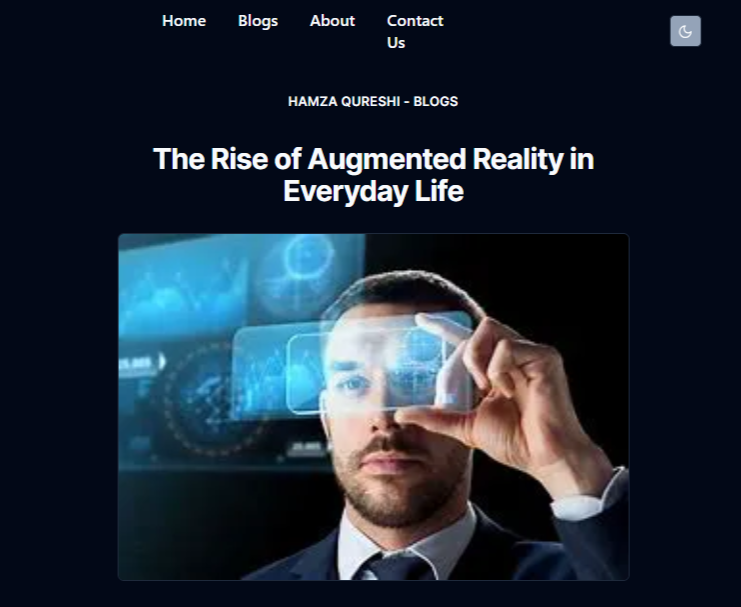 Home Blogs About Contact
Us
HAMZA QURESHI - BLOGS
The Rise of Augmented Reality in
Everyday Life